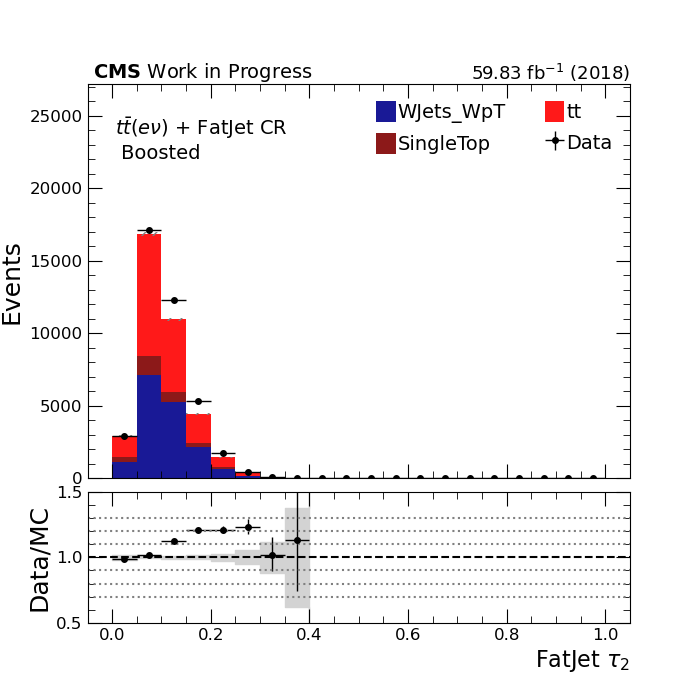 CMS Work in Progress 59.83 fb⁻¹ (2018)
tt̄(eν) + FatJet CR
Boosted
WJets_WpT
tt
SingleTop
Data
Events
25000
20000
15000
10000
5000
0
Data/MC
1.5
1.0
0.5
0.0 0.2 0.4 0.6 0.8 1.0
FatJet τ₂